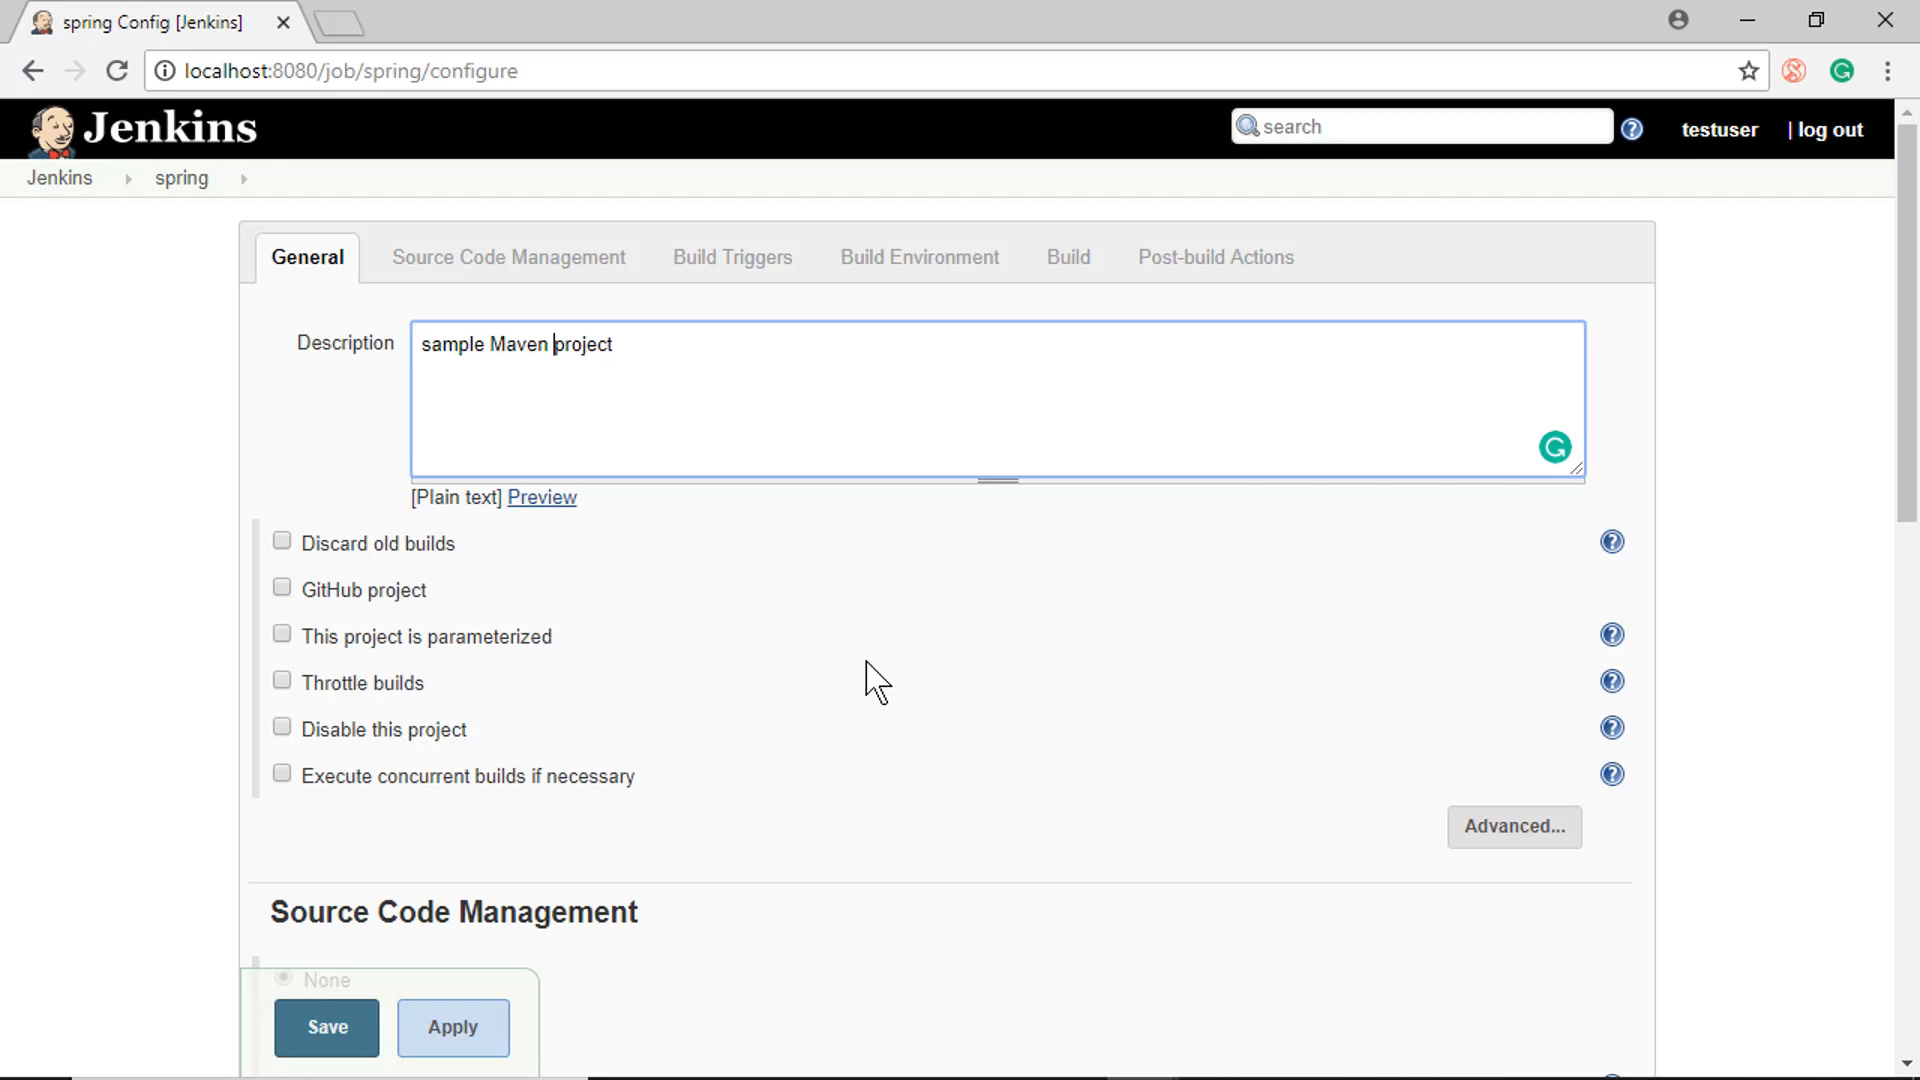 spring Config [Jenkins]
localhost:8080/job/spring/configure
Jenkins
search
testuser
| log out
Jenkins
spring
General
Source Code Management
Build Triggers
Build Environment
Build
Post-build Actions
Description
sample Maven project
[Plain text] Preview
Discard old builds
GitHub project
This project is parameterized
Throttle builds
Disable this project
Execute concurrent builds if necessary
Advanced...
Source Code Management
None
Save
Apply